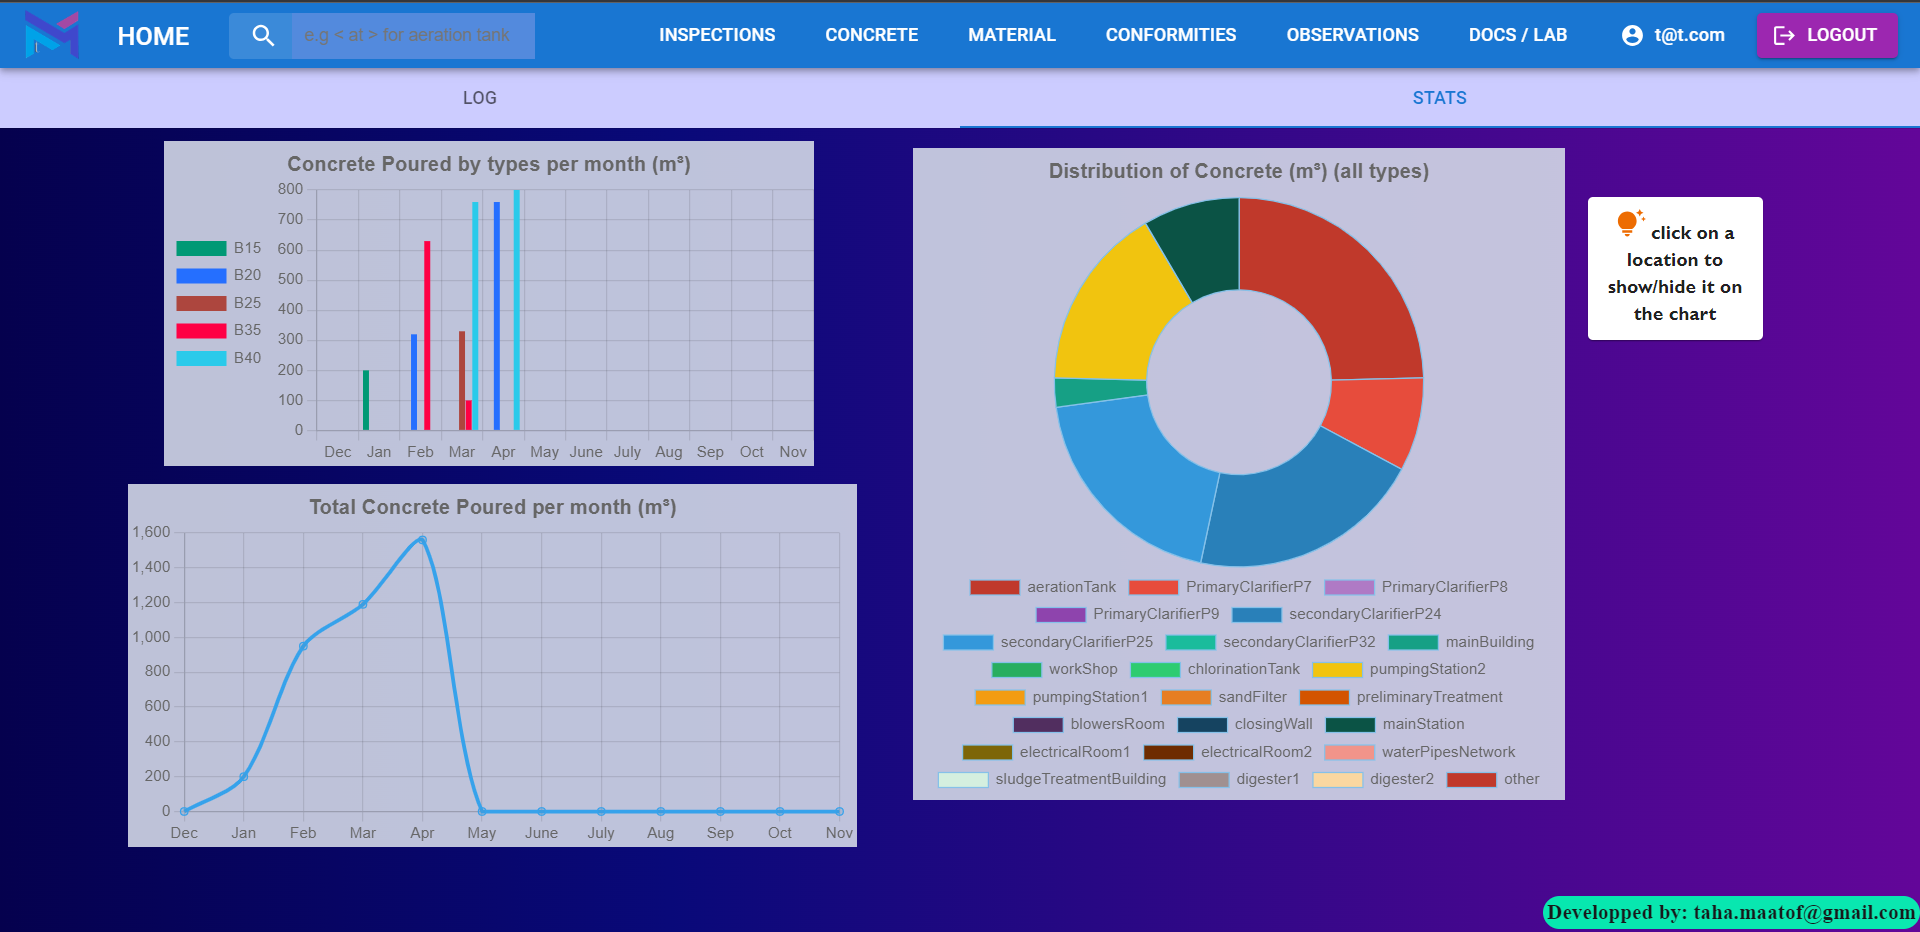 HOME
e.g < at > for aeration tank
INSPECTIONS CONCRETE MATERIAL CONFORMITIES OBSERVATIONS DOCS / LAB
t@t.com
LOGOUT
LOG STATS
Concrete Poured by types per month (m³)
B15
B20
B25
B35
B40
800
700
600
500
400
300
200
100
0
Dec Jan Feb Mar Apr May June July Aug Sep Oct Nov
Total Concrete Poured per month (m³)
1,600
1,400
1,200
1,000
800
600
400
200
0
Dec Jan Feb Mar Apr May June July Aug Sep Oct Nov
Distribution of Concrete (m³) (all types)
aerationTank PrimaryClarifierP7 PrimaryClarifierP8
PrimaryClarifierP9 secondaryClarifierP24
secondaryClarifierP25 secondaryClarifierP32 mainBuilding
workShop chlorinationTank pumpingStation2
pumpingStation1 sandFilter preliminaryTreatment
blowersRoom closingWall mainStation
electricalRoom1 electricalRoom2 waterPipesNetwork
sludgeTreatmentBuilding digester1 digester2 other
click on a
location to
show/hide it on
the chart
Developped by: taha.maatof@gmail.com